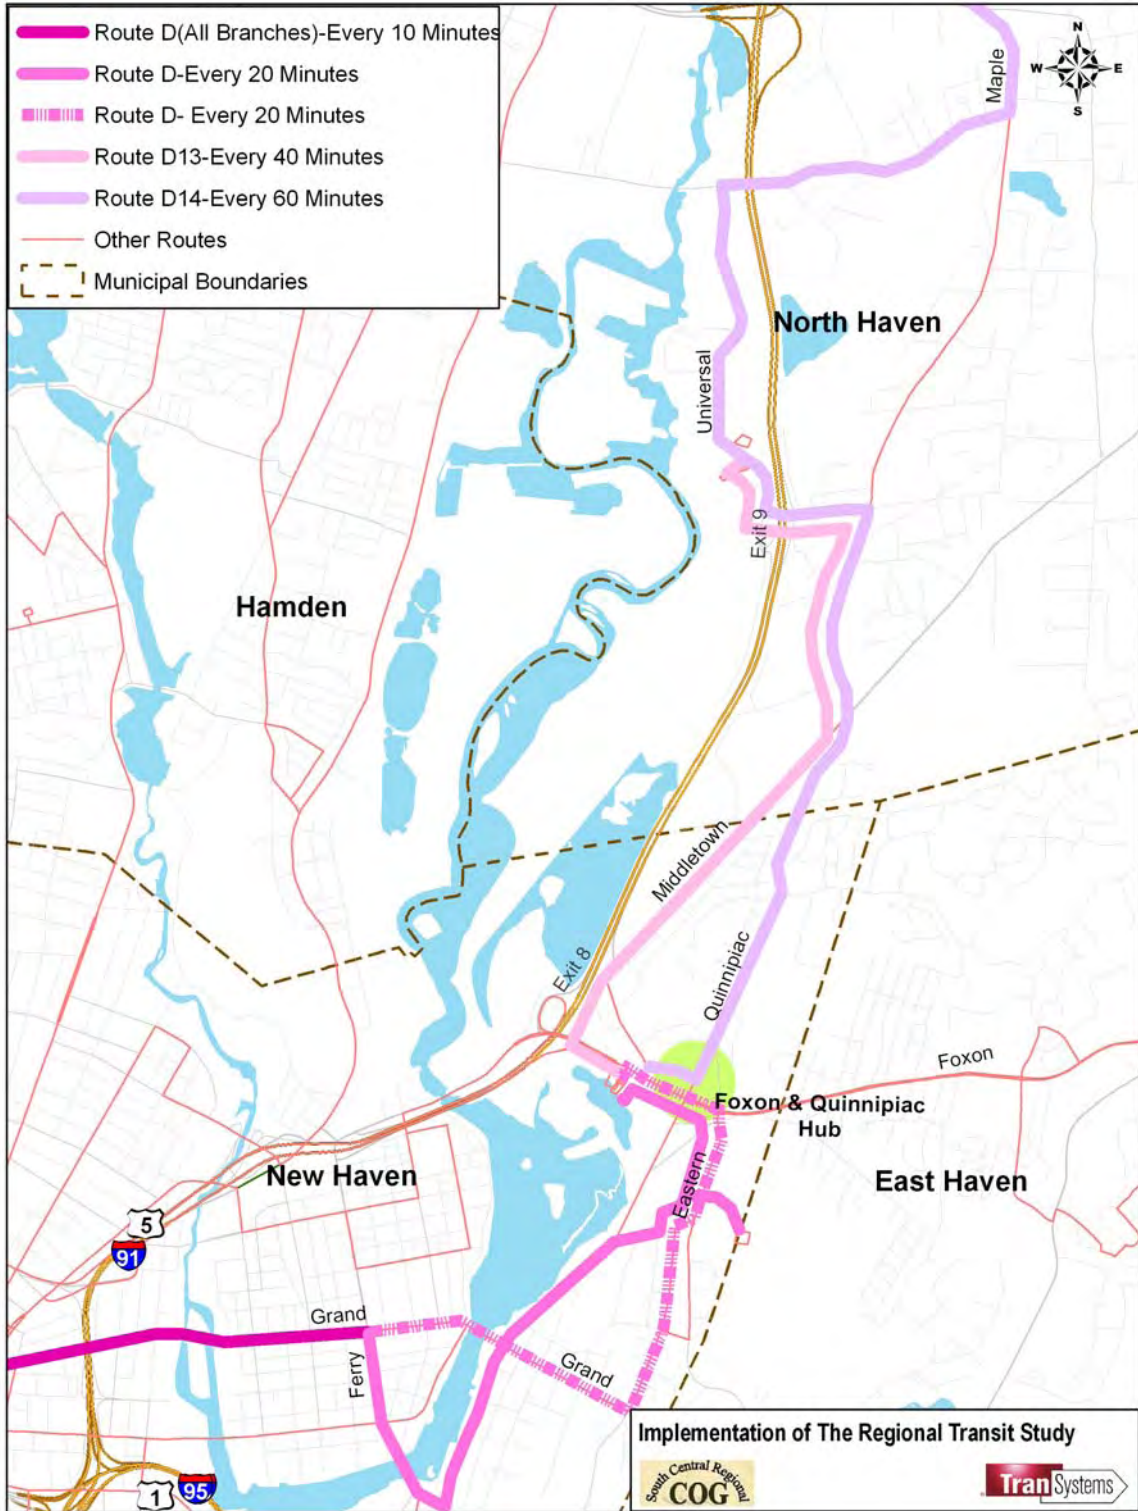 Route D(All Branches)-Every 10 Minutes
Route D-Every 20 Minutes
Route D- Every 20 Minutes
Route D13-Every 40 Minutes
Route D14-Every 60 Minutes
Other Routes
Municipal Boundaries
N
W
E
S
Maple
North Haven
Universal
Exit 9
Hamden
Middletown
Quinnipiac
Exit 8
Foxon
Foxon & Quinnipiac
Hub
New Haven
Eastern
East Haven
5
91
Grand
Ferry
Grand
95
1
Implementation of The Regional Transit Study
South Central Regional
COG
TranSystems